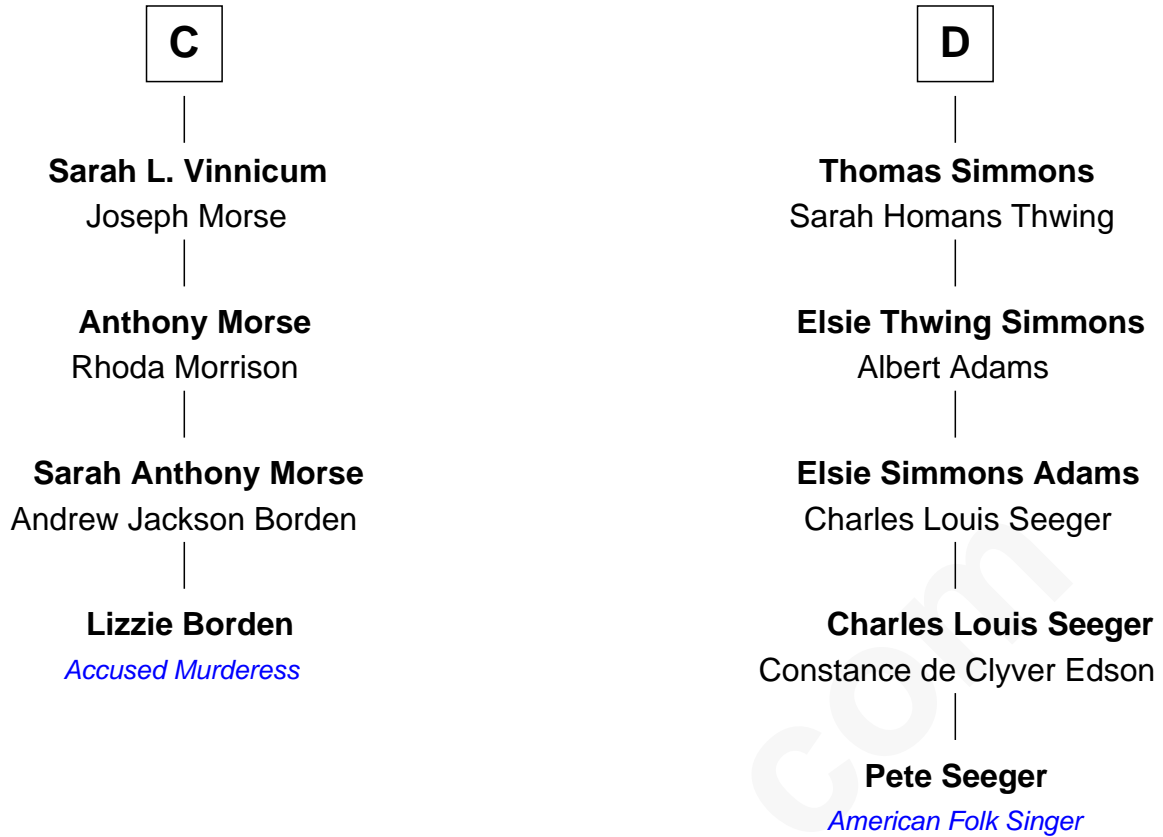 C
Sarah L. Vinnicum
Joseph Morse
Anthony Morse
Rhoda Morrison
Sarah Anthony Morse
Andrew Jackson Borden
Lizzie Borden
Accused Murderess
D
Thomas Simmons
Sarah Homans Thwing
Elsie Thwing Simmons
Albert Adams
Elsie Simmons Adams
Charles Louis Seeger
Charles Louis Seeger
Constance de Clyver Edson
Pete Seeger
American Folk Singer
com